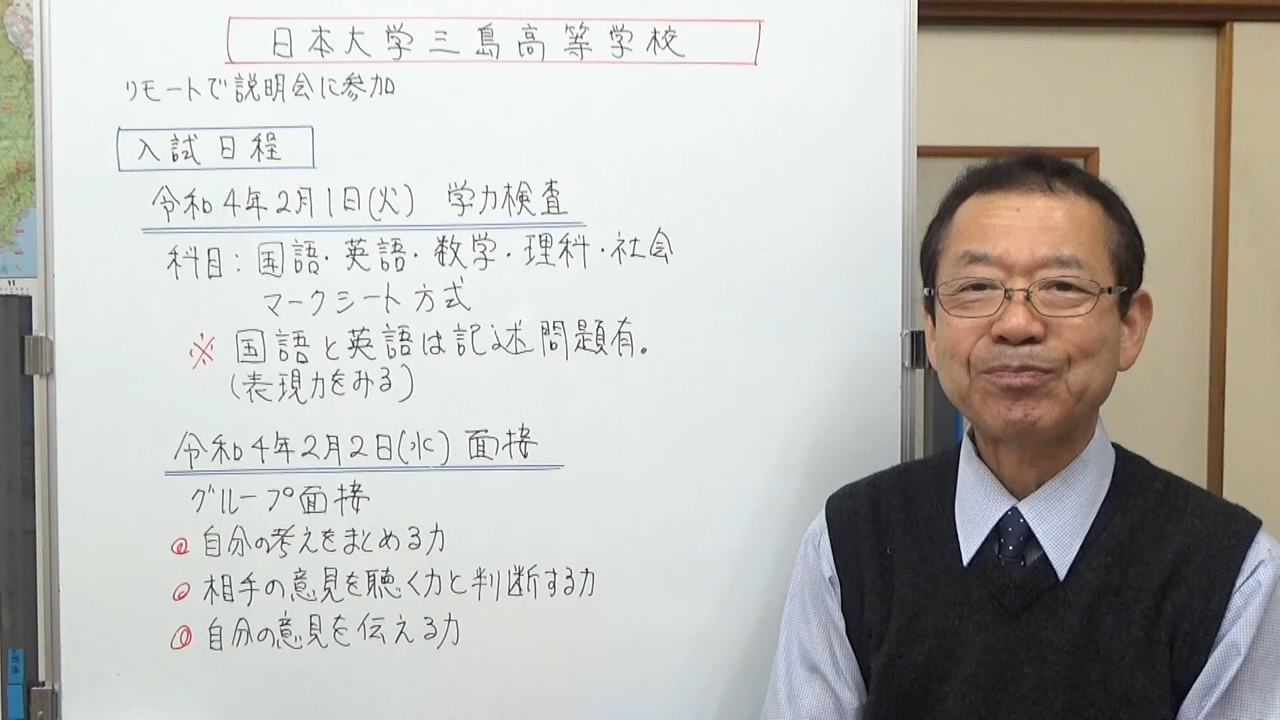 日本大学三島高等学校
リモートで説明会に参加
入試日程
令和4年2月1日(火) 学力検査
科目:国語・英語・数学・理科・社会
マークシート方式
※ 国語と英語は記述問題有。
(表現力をみる)
令和4年2月2日(水) 面接
グループ面接
自分の考えをまとめる力
相手の意見を聴く力と判断する力
自分の意見を伝える力